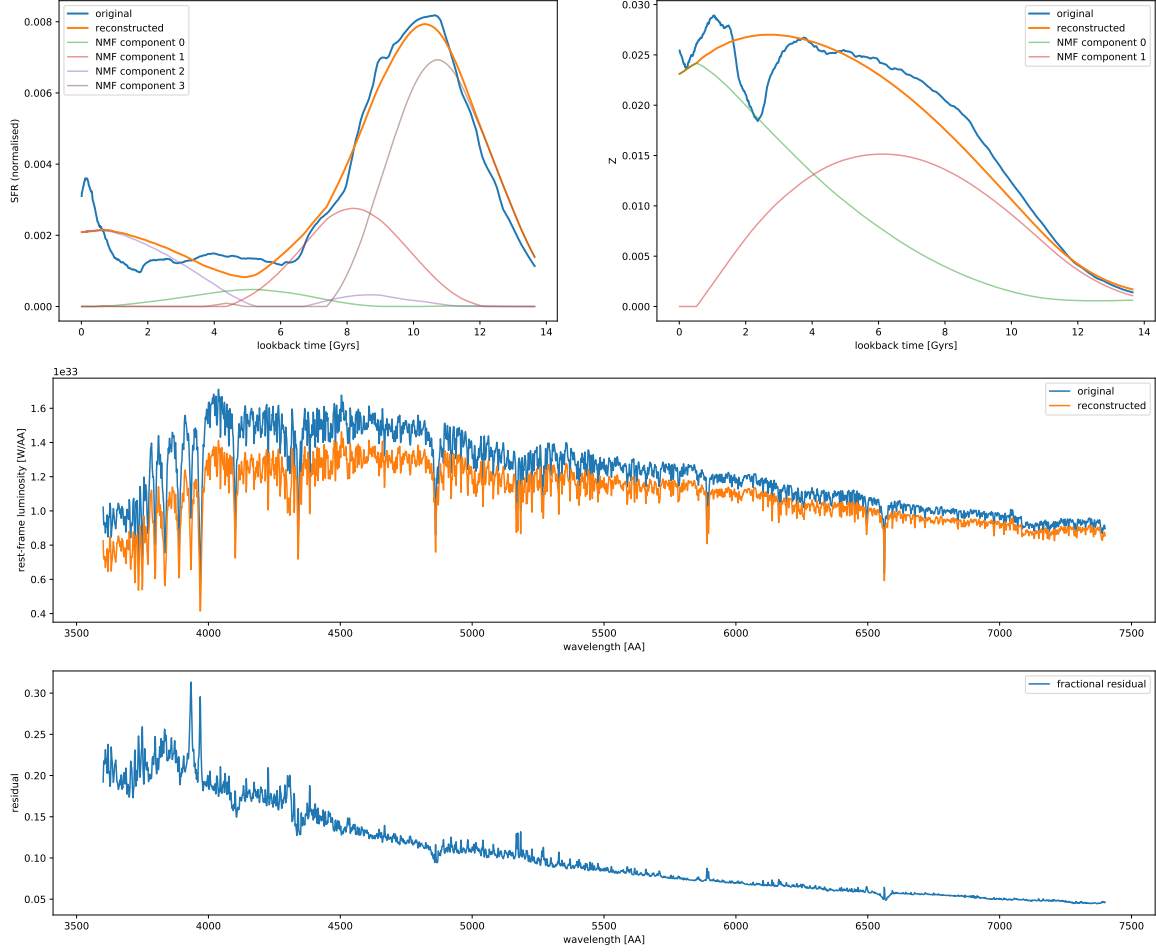 original
reconstructed
NMF component 0
NMF component 1
NMF component 2
NMF component 3
0.008
0.006
0.004
0.002
0.000
SFR (normalised)
0 2 4 6 8 10 12 14
lookback time [Gyrs]
original
reconstructed
NMF component 0
NMF component 1
0.030
0.025
0.020
0.015
0.010
0.005
0.000
Z
0 2 4 6 8 10 12 14
lookback time [Gyrs]
1e33
original
reconstructed
1.6
1.4
1.2
1.0
0.8
0.6
0.4
rest-frame luminosity [W/AA]
3500 4000 4500 5000 5500 6000 6500 7000 7500
wavelength [AA]
fractional residual
0.30
0.25
0.20
0.15
0.10
0.05
residual
3500 4000 4500 5000 5500 6000 6500 7000 7500
wavelength [AA]